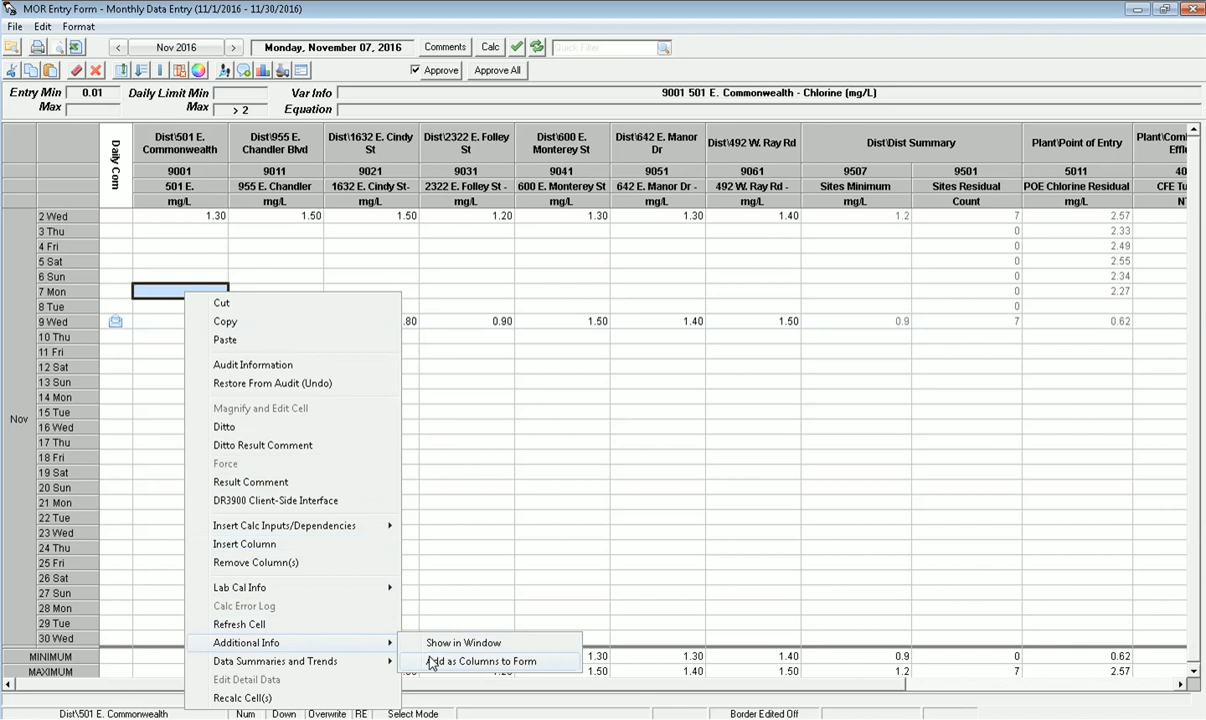 MOR Entry Form - Monthly Data Entry (11/1/2016 - 11/30/2016)
File Edit Format
< Nov 2016 > Monday, November 07, 2016 Comments Calc Quick Filter
Approve Approve All
Entry Min 0.01 Daily Limit Min Var Info 9001 501 E. Commonwealth - Chlorine (mg/L)
Max Max > 2 Equation
Daily Com
Dist\501 E. Commonwealth Dist\955 E. Chandler Blvd Dist\1632 E. Cindy St Dist\2322 E. Folley St Dist\600 E. Monterey St Dist\642 E. Manor Dr Dist\492 W. Ray Rd Dist\Dist Summary Plant\Point of Entry
9001 9011 9021 9031 9041 9051 9061 9507 9501 5011 40
501 E. 955 E. Chandler 1632 E. Cindy St- 2322 E. Folley St - 600 E. Monterey St 642 E. Manor Dr - 492 W. Ray Rd - Sites Minimum Sites Residual POE Chlorine Residual CFE Tu
mg/L mg/L mg/L mg/L mg/L mg/L mg/L mg/L Count mg/L
Nov
2 Wed 1.30 1.50 1.50 1.20 1.30 1.30 1.40 1.2 7 2.57
3 Thu 0 2.33
4 Fri 0 2.49
5 Sat 0 2.55
6 Sun 0 2.34
7 Mon 0 2.27
8 Tue 0
9 Wed .80 0.90 1.50 1.40 1.50 0.9 7 0.62
10 Thu
11 Fri
12 Sat
13 Sun
14 Mon
15 Tue
16 Wed
17 Thu
18 Fri
19 Sat
20 Sun
21 Mon
22 Tue
23 Wed
24 Thu
25 Fri
26 Sat
27 Sun
28 Mon
29 Tue
30 Wed
MINIMUM 1.30 1.30 1.40 0.9 0 0.62
MAXIMUM 1.50 1.40 1.50 1.2 7 2.57
Cut
Copy
Paste
Audit Information
Restore From Audit (Undo)
Magnify and Edit Cell
Ditto
Ditto Result Comment
Force
Result Comment
DR3900 Client-Side Interface
Insert Calc Inputs/Dependencies
Insert Column
Remove Column(s)
Lab Cal Info
Calc Error Log
Refresh Cell
Additional Info
Data Summaries and Trends
Edit Detail Data
Recalc Cell(s)
Show in Window
Add as Columns to Form
Dist\501 E. Commonwealth Num Down Overwrite RE Select Mode Border Edited Off